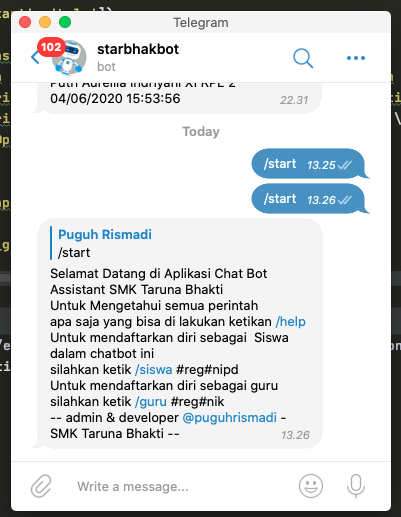 Telegram
102
starbhakbot
bot
Putri Aurellia Indriyani XI RPL 2
04/06/2020 15:53:56
22.31
Today
/start 13.25
/start 13.26
Puguh Rismadi
/start
Selamat Datang di Aplikasi Chat Bot
Assistant SMK Taruna Bhakti
Untuk Mengetahui semua perintah
apa saja yang bisa di lakukan ketikan /help
Untuk mendaftarkan diri sebagai Siswa
dalam chatbot ini
silahkan ketik /siswa #reg#nipd
Untuk mendaftarkan diri sebagai guru
silahkan ketik /guru #reg#nik
-- admin & developer @puguhrismadi -
SMK Taruna Bhakti --
13.26
Write a message...